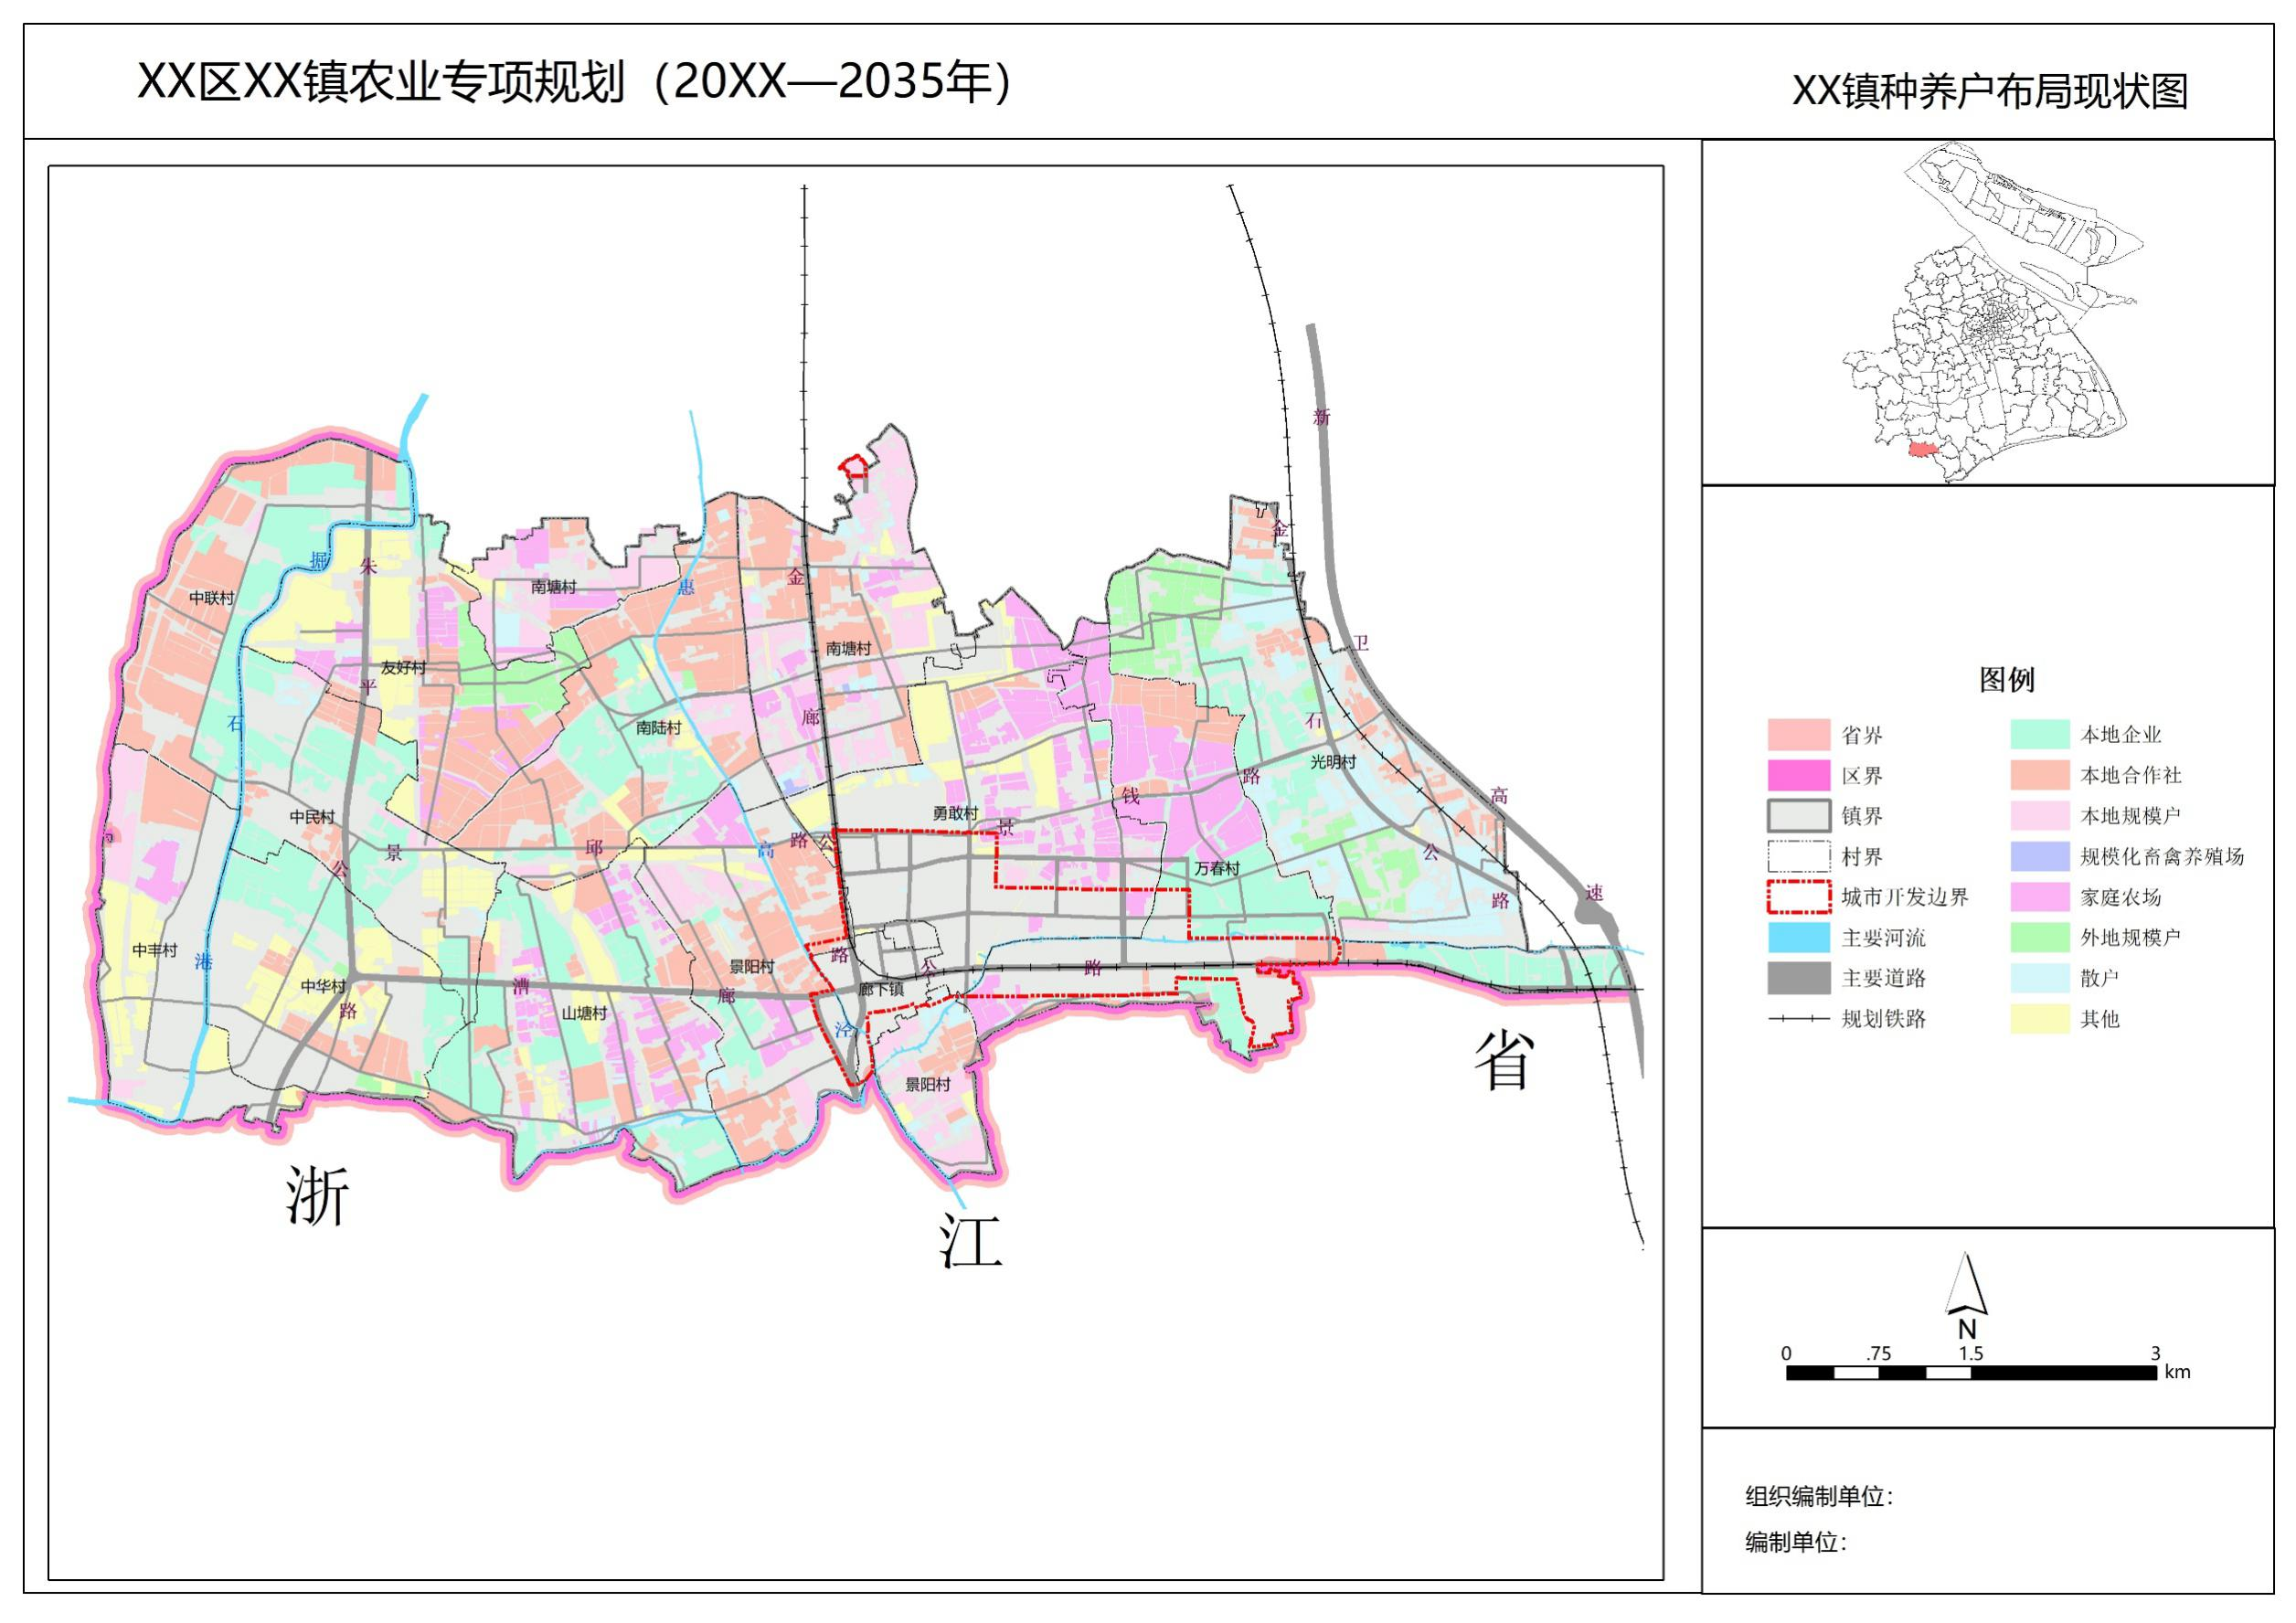 XX区XX镇农业专项规划（20XX—2035年）
XX镇种养户布局现状图
新
金
掘
朱
南塘村
惠
金
中联村
卫
南塘村
友好村
平
石
南陆村
廊
石
光明村
路
钱
高
中民村
勇敢村
景
公
景
邱
高
路
公
万春村
公
速
路
中丰村
港
中华村
路
漕
山塘村
景阳村
廊
路
公
路
廊下镇
泾
景阳村
浙
江
省
图例
省界
区界
镇界
村界
城市开发边界
主要河流
主要道路
规划铁路
本地企业
本地合作社
本地规模户
规模化畜禽养殖场
家庭农场
外地规模户
散户
其他
N
0 .75 1.5 3
km
组织编制单位：
编制单位：